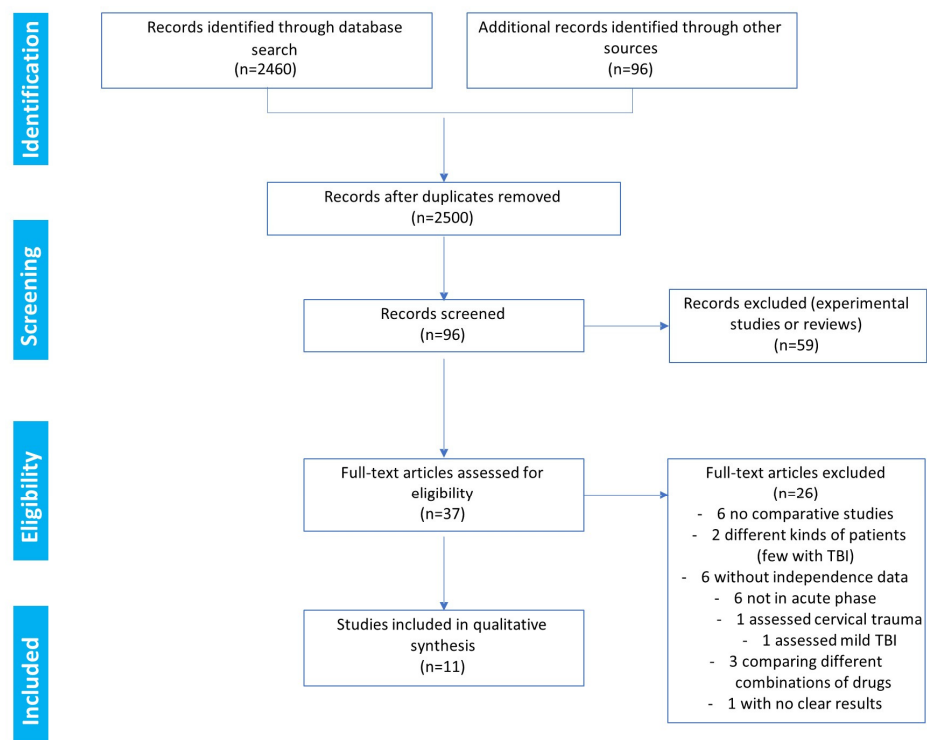 Identification
Records identified through database
search
(n=2460)
Additional records identified through other
sources
(n=96)
Records after duplicates removed
(n=2500)
Screening
Records screened
(n=96)
Records excluded (experimental
studies or reviews)
(n=59)
Eligibility
Full-text articles assessed for
eligibility
(n=37)
Full-text articles excluded
(n=26)
- 6 no comparative studies
- 2 different kinds of patients
(few with TBI)
- 6 without independence data
- 6 not in acute phase
- 1 assessed cervical trauma
- 1 assessed mild TBI
- 3 comparing different
combinations of drugs
- 1 with no clear results
Included
Studies included in qualitative
synthesis
(n=11)